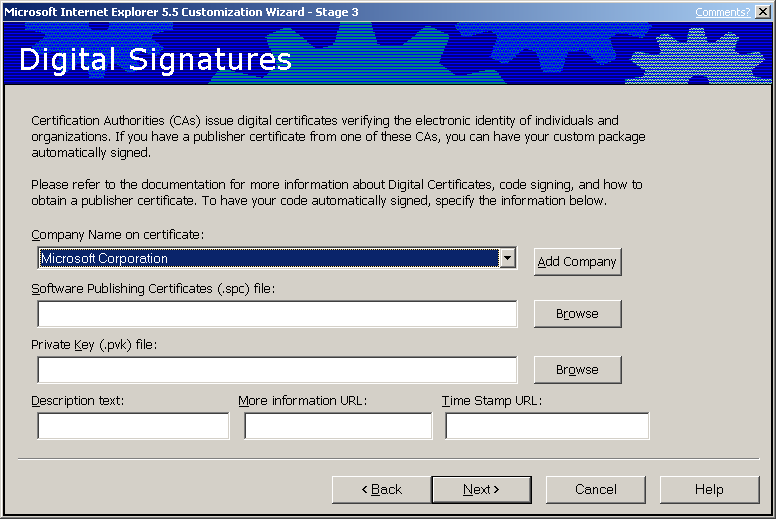 Microsoft Internet Explorer 5.5 Customization Wizard - Stage 3
Comments?
Digital Signatures
Certification Authorities (CAs) issue digital certificates verifying the electronic identity of individuals and
organizations. If you have a publisher certificate from one of these CAs, you can have your custom package
automatically signed.
Please refer to the documentation for more information about Digital Certificates, code signing, and how to
obtain a publisher certificate. To have your code automatically signed, specify the information below.
Company Name on certificate:
Microsoft Corporation
Add Company
Software Publishing Certificates (.spc) file:
Browse
Private Key (.pvk) file:
Browse
Description text: More information URL: Time Stamp URL:
< Back Next > Cancel Help